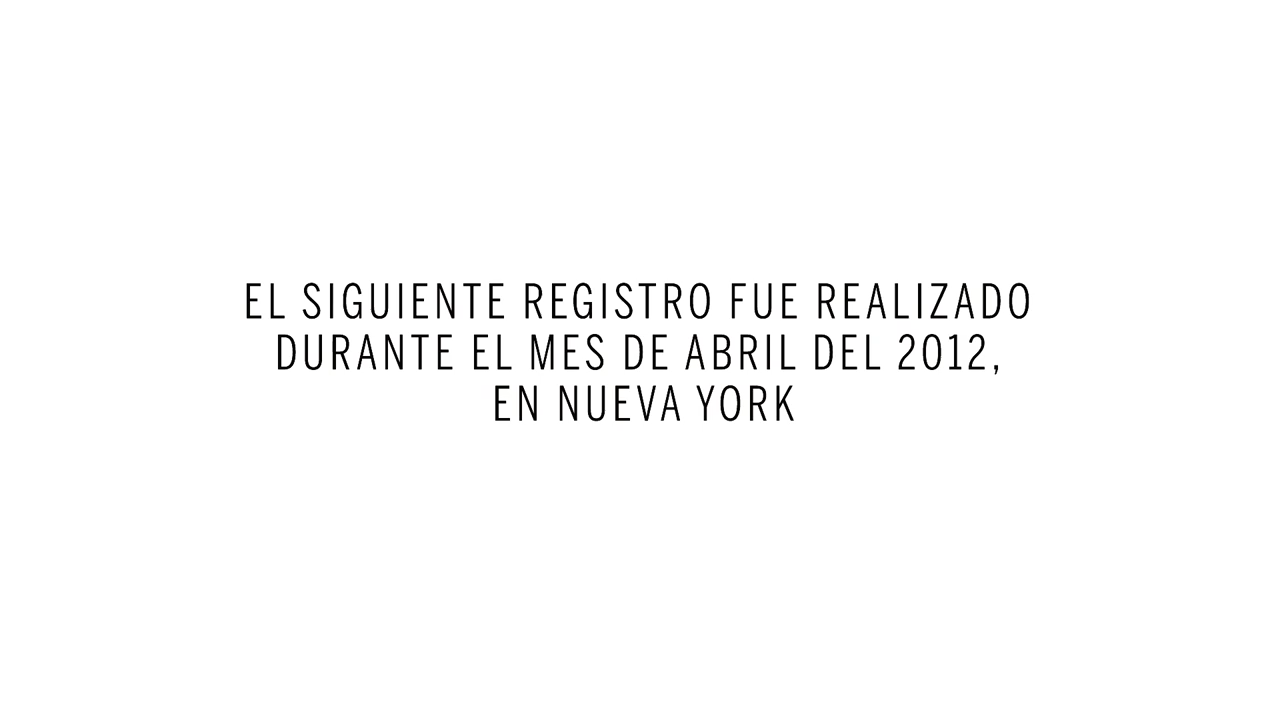 EL SIGUIENTE REGISTRO FUE REALIZADO
DURANTE EL MES DE ABRIL DEL 2012,
EN NUEVA YORK